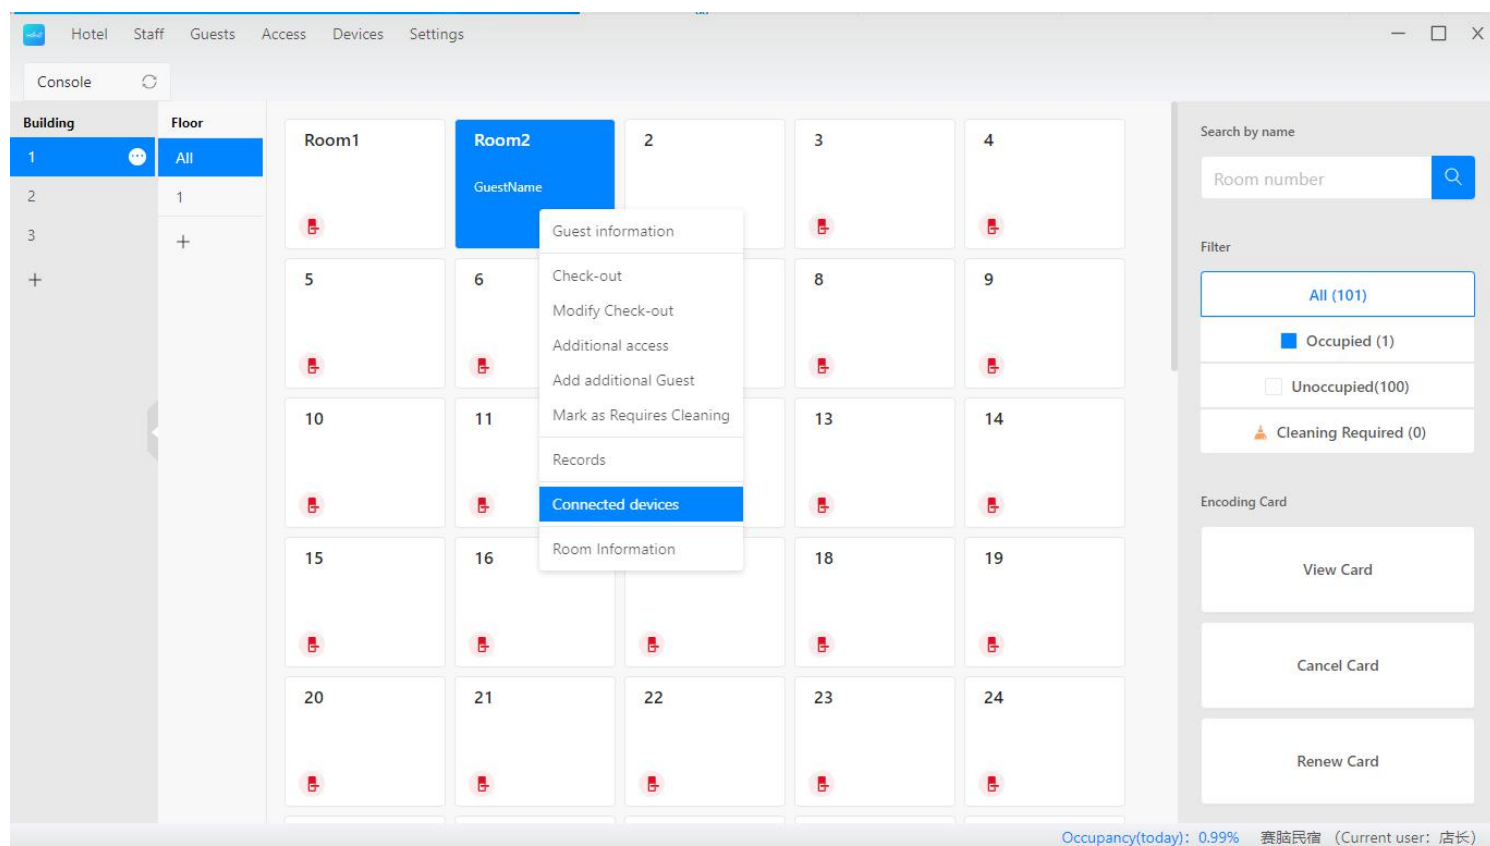 Hotel Staff Guests Access Devices Settings
Console
Building
1
2
3
Floor
All
1
Room1
Room2
GuestName
2
3
4
5
6
8
9
10
11
13
14
15
16
18
19
20
21
22
23
24
Guest information
Check-out
Modify Check-out
Additional access
Add additional Guest
Mark as Requires Cleaning
Records
Connected devices
Room Information
Search by name
Room number
Filter
All (101)
Occupied (1)
Unoccupied(100)
Cleaning Required (0)
Encoding Card
View Card
Cancel Card
Renew Card
Occupancy(today): 0.99% 赛脑民宿 (Current user: 店长)